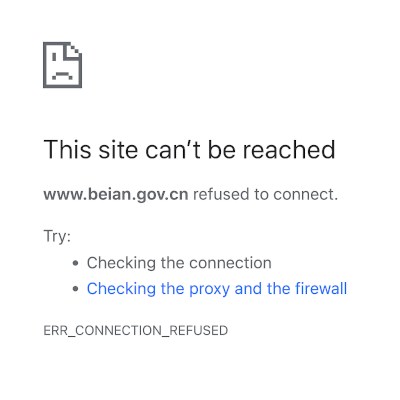 This site can’t be reached
www.beian.gov.cn refused to connect.
Try:
• Checking the connection
• Checking the proxy and the firewall
ERR_CONNECTION_REFUSED